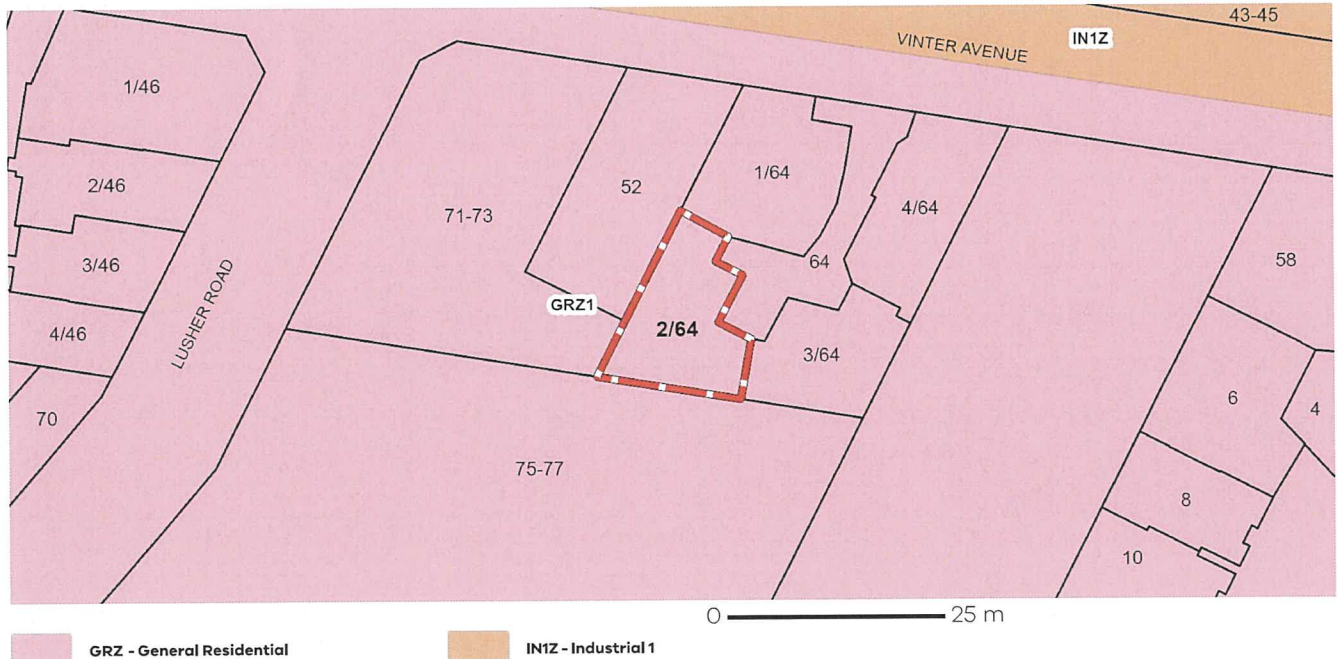 43-45
VINTER AVENUE
IN1Z
1/46
1/64
2/46
52
4/64
71-73
58
3/46
64
LUSHER ROAD
GRZ1
2/64
4/46
3/64
6
4
70
75-77
8
10
0 25 m
GRZ - General Residential
IN1Z - Industrial 1